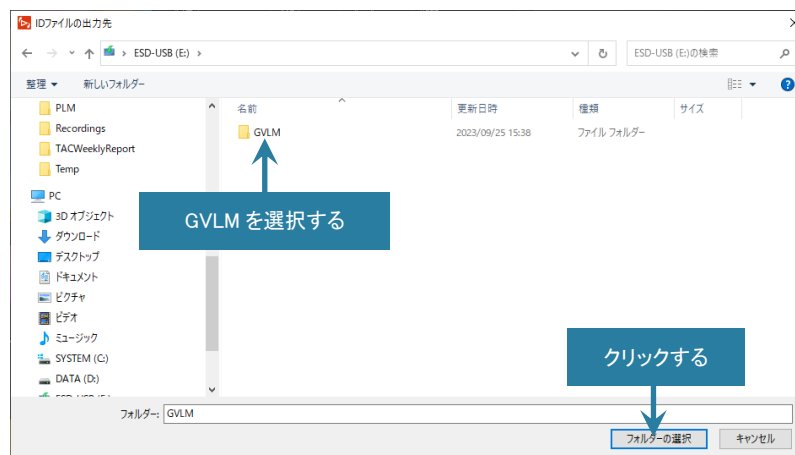 IDファイルの出力先
ESD-USB (E:)
ESD-USB (E:)の検索
整理 新しいフォルダー
名前 更新日時 種類 サイズ
PLM
GVLM 2023/09/25 15:38 ファイル フォルダー
Recordings
TACWeeklyReport
Temp
PC
3D オブジェクト
GVLM を選択する
ダウンロード
デスクトップ
ドキュメント
ピクチャ
ビデオ
ミュージック
SYSTEM (C:)
クリックする
DATA (D:)
フォルダー: GVLM
フォルダーの選択 キャンセル